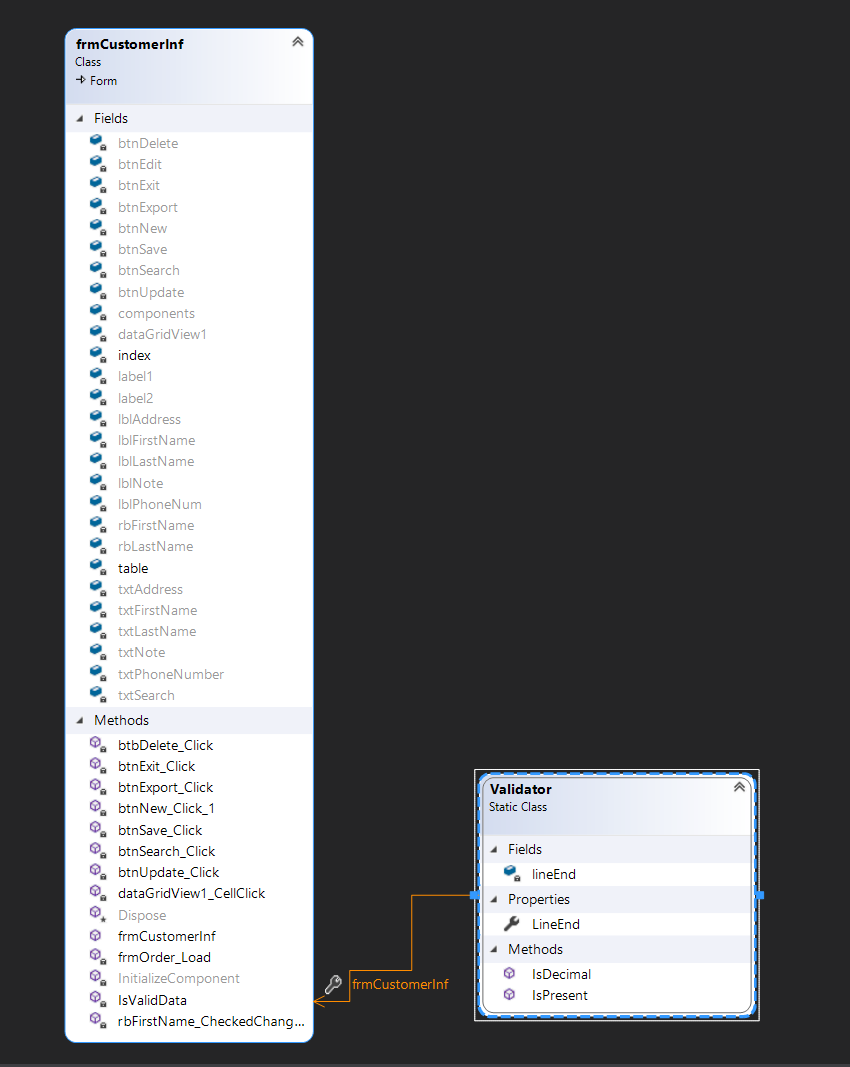 frmCustomerInf
Class
Form
Fields
btnDelete
btnEdit
btnExit
btnExport
btnNew
btnSave
btnSearch
btnUpdate
components
dataGridView1
index
label1
label2
lblAddress
lblFirstName
lblLastName
lblNote
lblPhoneNum
rbFirstName
rbLastName
table
txtAddress
txtFirstName
txtLastName
txtNote
txtPhoneNumber
txtSearch
Methods
btbDelete_Click
btnExit_Click
btnExport_Click
btnNew_Click_1
btnSave_Click
btnSearch_Click
btnUpdate_Click
dataGridView1_CellClick
Dispose
frmCustomerInf
frmOrder_Load
InitializeComponent
IsValidData
rbFirstName_CheckedChang...
frmCustomerInf
Validator
Static Class
Fields
lineEnd
Properties
LineEnd
Methods
IsDecimal
IsPresent